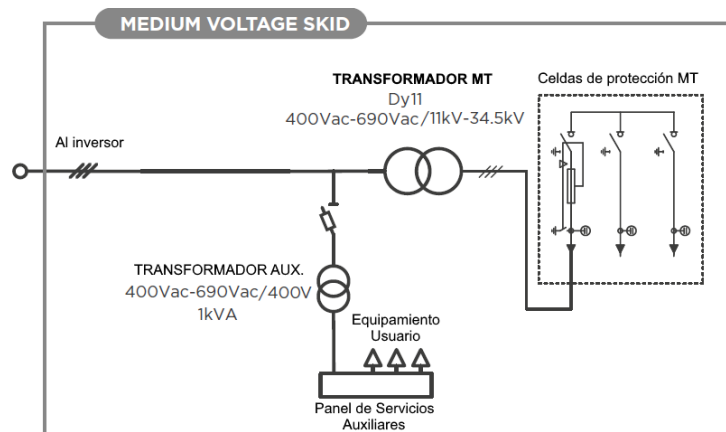 MEDIUM VOLTAGE SKID
TRANSFORMADOR MT
Dy11
400Vac-690Vac/11kV-34.5kV
Celdas de protección MT
Al inversor
TRANSFORMADOR AUX.
400Vac-690Vac/400V
1kVA
Equipamiento
Usuario
Panel de Servicios
Auxiliares